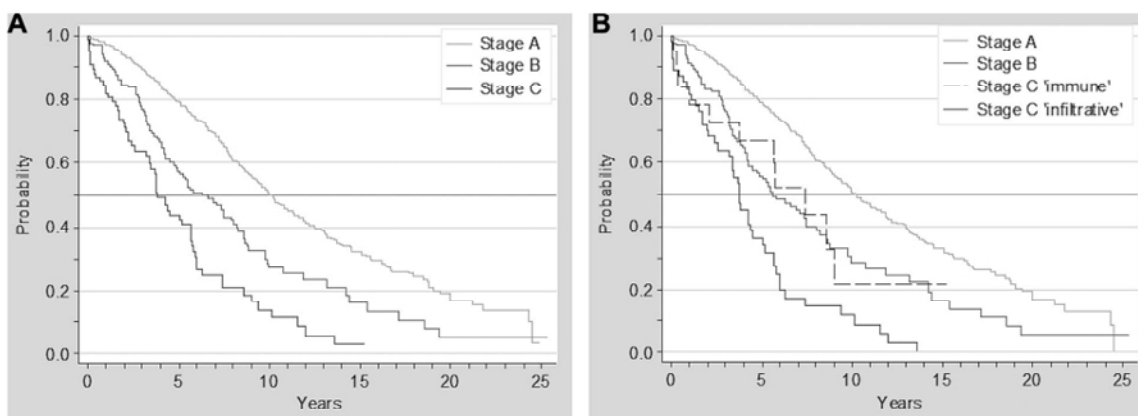 A
Stage A
Stage B
Stage C
1.0
0.8
0.6
0.4
0.2
0.0
Probability
0 5 10 15 20 25
Years
B
Stage A
Stage B
Stage C 'immune'
Stage C 'infiltrative'
1.0
0.8
0.6
0.4
0.2
0.0
Probability
0 5 10 15 20 25
Years